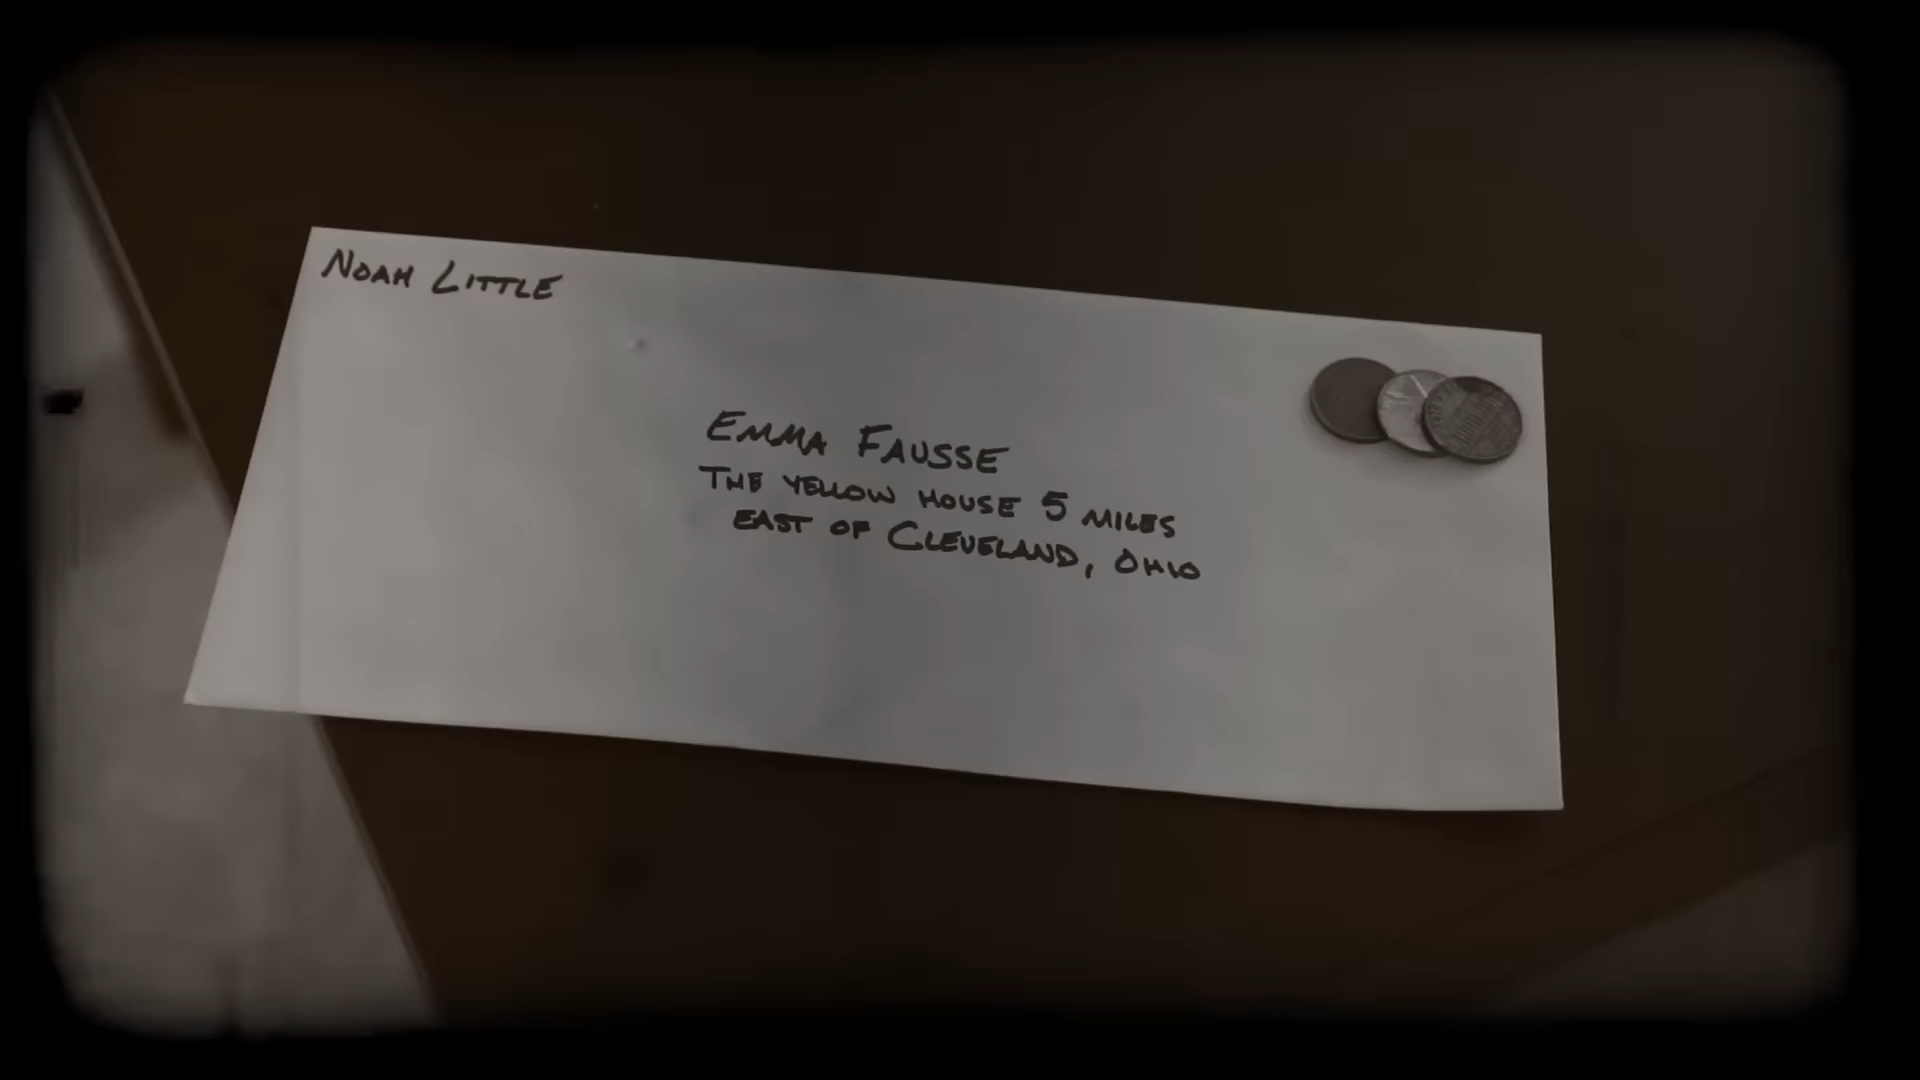 NOAH LITTLE
EMMA FAUSSE
THE YELLOW HOUSE 5 MILES
EAST OF CLEVELAND, OHIO